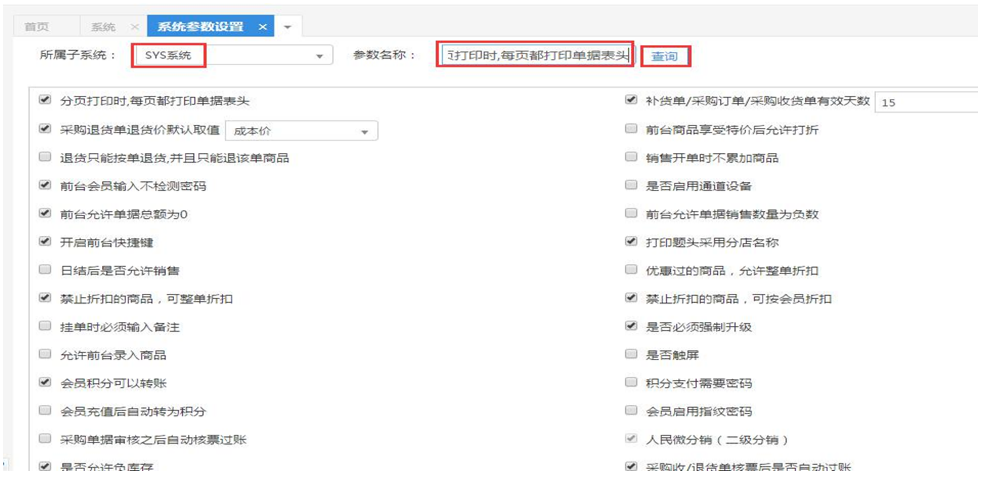 首页 系统 × 系统参数设置 ×
所属子系统： SYS系统 参数名称： 页打印时,每页都打印单据表头 查询
分页打印时,每页都打印单据表头 补货单/采购订单/采购收货单有效天数 15
采购退货单退货价默认取值 成本价 前台商品享受特价后允许打折
退货只能按单退货,并且只能退该单商品 销售开单时不累加商品
前台会员输入不检测密码 是否启用通道设备
前台允许单据总额为0 前台允许单据销售数量为负数
开启前台快捷键 打印题头采用分店名称
日结后是否允许销售 优惠过的商品，允许整单折扣
禁止折扣的商品，可整单折扣 禁止折扣的商品，可按会员折扣
挂单时必须输入备注 是否必须强制升级
允许前台录入商品 是否触屏
会员积分可以转账 积分支付需要密码
会员充值后自动转为积分 会员启用指纹密码
采购单据审核之后自动核票过账 人民微分销（二级分销）
是否允许负库存 采购收/退货单核票后是否自动过账